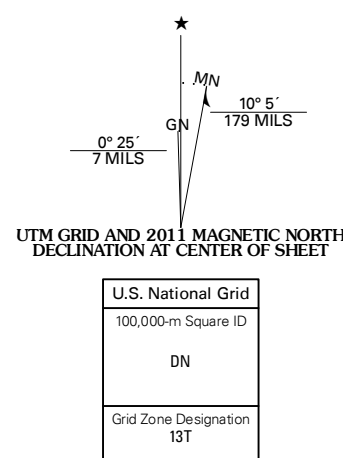 ★
MN
GN
0° 25´
7 MILS
10° 5´
179 MILS
UTM GRID AND 2011 MAGNETIC NORTH
DECLINATION AT CENTER OF SHEET
U.S. National Grid
100,000-m Square ID
DN
Grid Zone Designation
13T